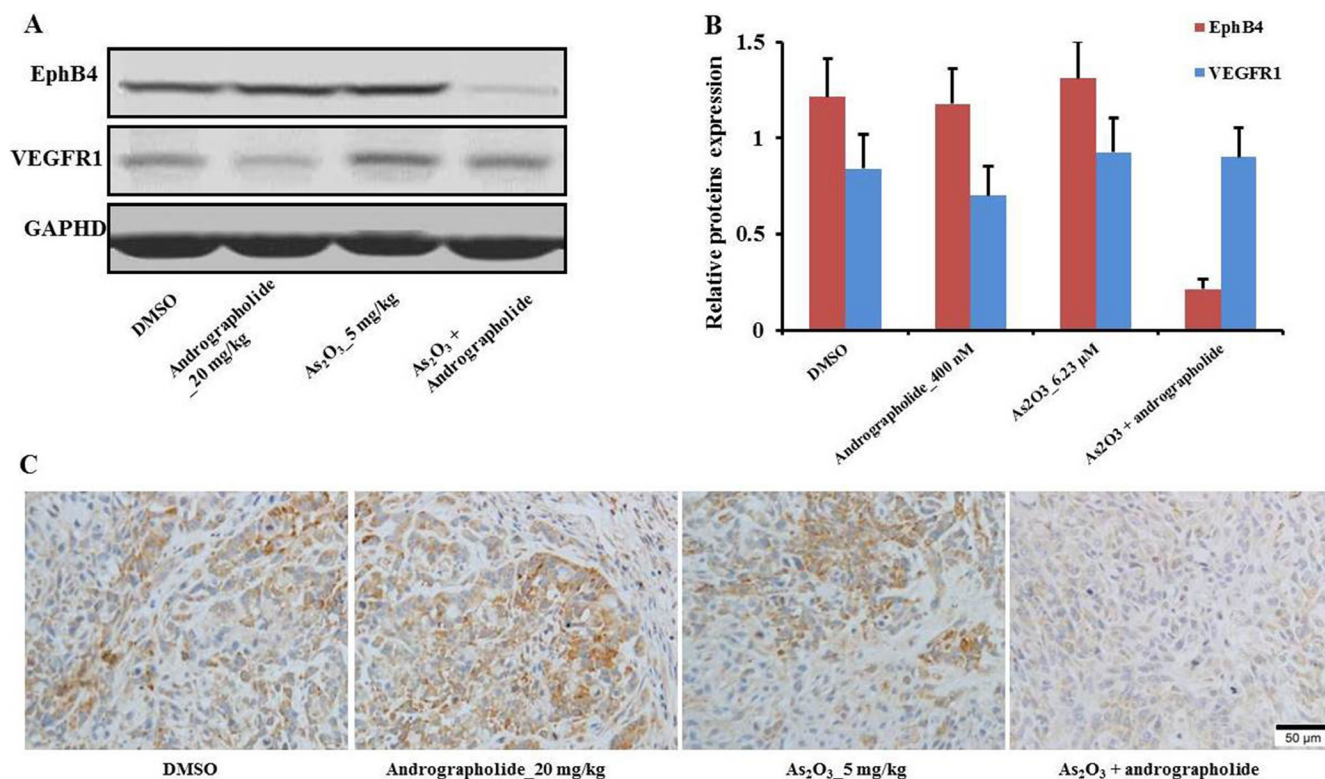 A
EphB4
VEGFR1
GAPHD
DMSO
Andrographolide
_20 mg/kg
As₂O₃_5 mg/kg
As₂O₃ +
Andrographolide
B
EphB4
VEGFR1
Relative proteins expression
1.5
1
0.5
0
DMSO
Andrographolide_400 nM
As2O3_6.23 µM
As2O3 + andrographolide
C
50 µm
DMSO
Andrographolide_20 mg/kg
As₂O₃_5 mg/kg
As₂O₃ + andrographolide